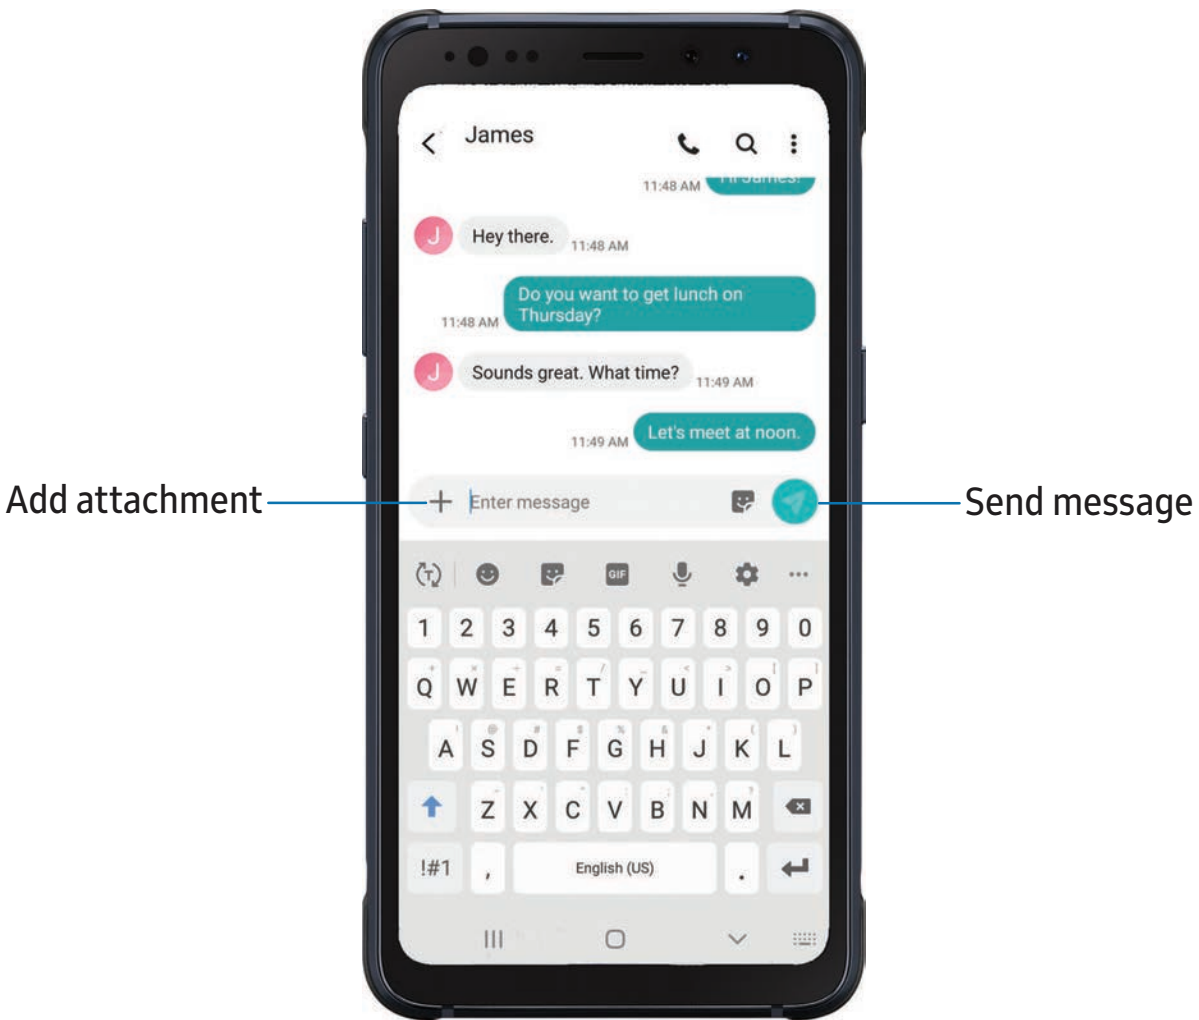 James
11:48 AM
Hi James!
J
Hey there.
11:48 AM
Do you want to get lunch on
Thursday?
11:48 AM
J
Sounds great. What time?
11:49 AM
Let's meet at noon.
11:49 AM
Add attachment
Enter message
Send message
T
GIF
1 2 3 4 5 6 7 8 9 0
Q W E R T Y U I O P
A S D F G H J K L
Z X C V B N M
!#1 , English (US) .